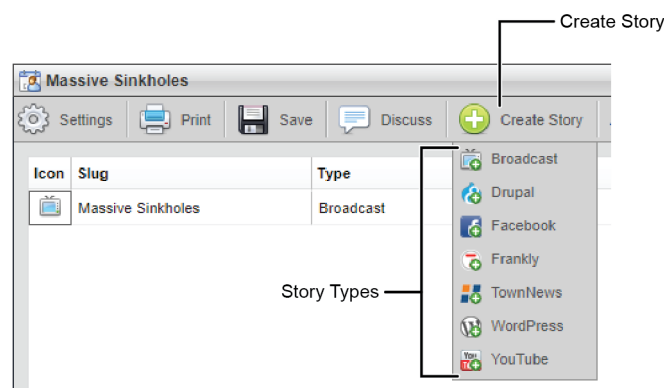 Create Story
Massive Sinkholes
Settings Print Save Discuss Create Story
Icon Slug Type
Massive Sinkholes Broadcast
Broadcast
Drupal
Facebook
Frankly
Story Types
TownNews
WordPress
YouTube